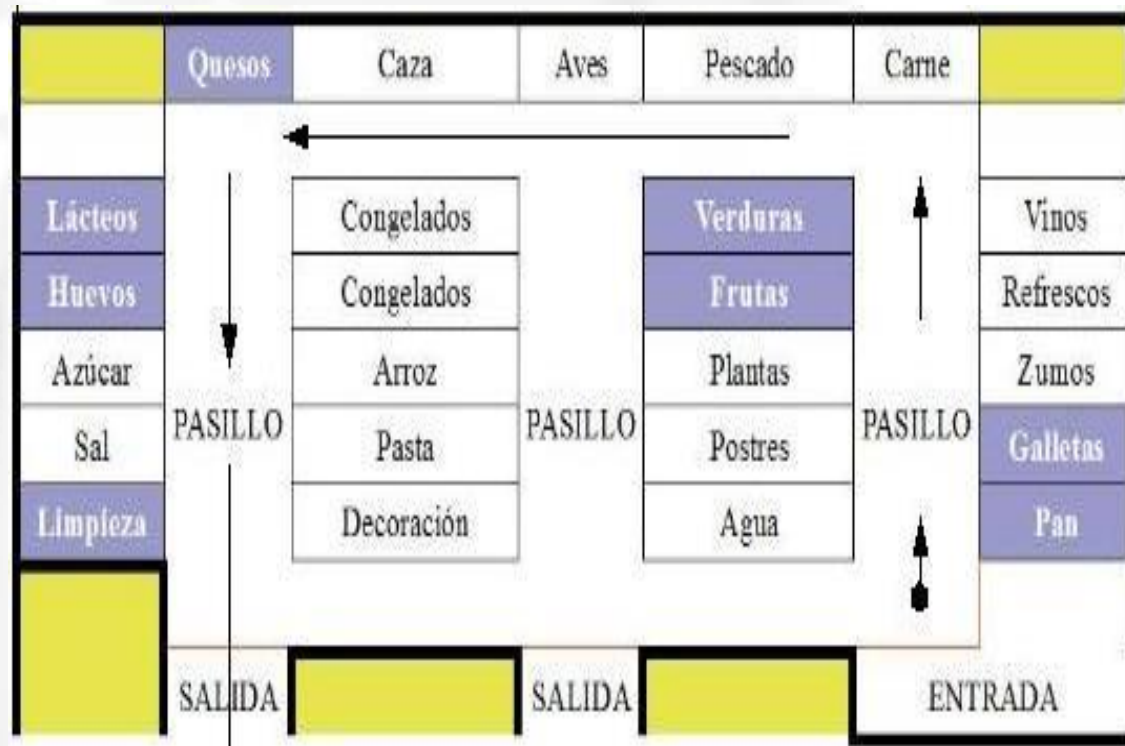 Quesos Caza Aves Pescado Carne
Lácteos Congelados Verduras Vinos
Huevos Congelados Frutas Refrescos
Azúcar Arroz Plantas Zumos
Sal PASILLO Pasta PASILLO Postres PASILLO Galletas
Limpieza Decoración Agua Pan
SALIDA SALIDA ENTRADA